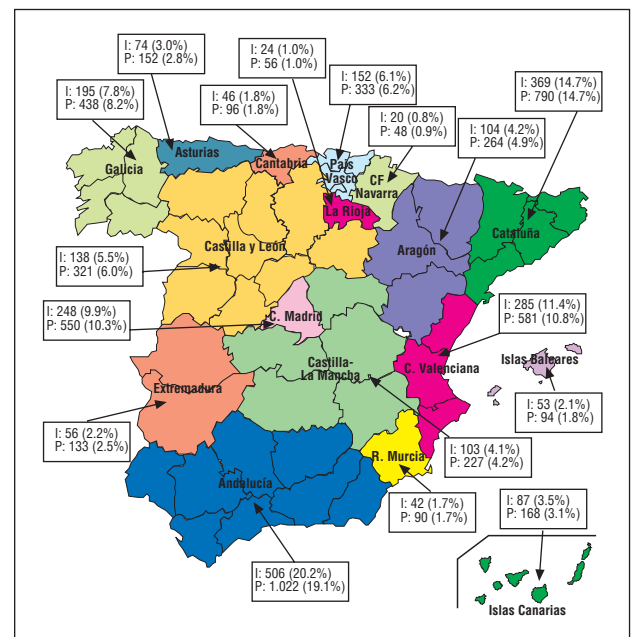 I: 74 (3.0%)
P: 152 (2.8%)
I: 24 (1.0%)
P: 56 (1.0%)
I: 152 (6.1%)
P: 333 (6.2%)
I: 369 (14.7%)
P: 790 (14.7%)
I: 195 (7.8%)
P: 438 (8.2%)
I: 46 (1.8%)
P: 96 (1.8%)
I: 20 (0.8%)
P: 48 (0.9%)
I: 104 (4.2%)
P: 264 (4.9%)
Asturias
Galicia
Cantabria
País
Vasco
CF
Navarra
La Rioja
Castilla y León
Aragón
Cataluña
I: 138 (5.5%)
P: 321 (6.0%)
I: 248 (9.9%)
P: 550 (10.3%)
C. Madrid
I: 285 (11.4%)
P: 581 (10.8%)
Islas Baleares
Castilla-
La Mancha
C. Valenciana
Extremadura
I: 53 (2.1%)
P: 94 (1.8%)
I: 56 (2.2%)
P: 133 (2.5%)
I: 103 (4.1%)
P: 227 (4.2%)
R. Murcia
Andalucía
I: 42 (1.7%)
P: 90 (1.7%)
I: 87 (3.5%)
P: 168 (3.1%)
I: 506 (20.2%)
P: 1.022 (19.1%)
Islas Canarias